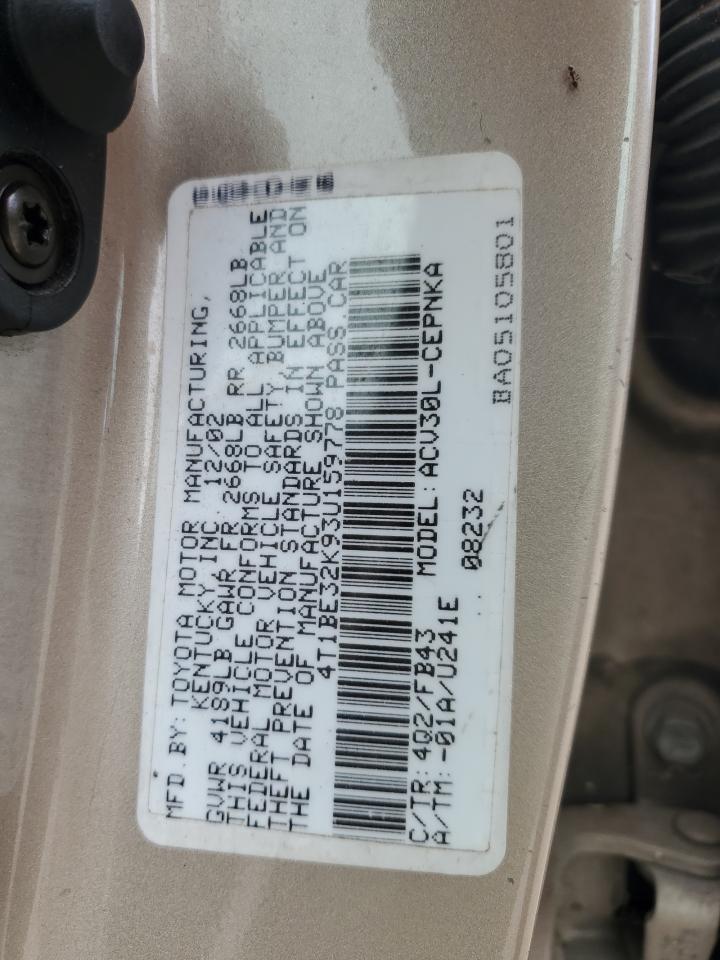 MFD.BY:TOYOTA MOTOR MANUFACTURING,
KENTUCKY,INC 12/02
GVWR 4189LB GAWR FR 2668LB RR 2668LB
THIS VEHICLE CONFORMS TO ALL APPLICABLE
FEDERAL MOTOR VEHICLE SAFETY,BUMPER AND
THEFT PREVENTION STANDARDS IN EFFECT ON
THE DATE OF MANUFACTURE SHOWN ABOVE
4T1BE32K93U159778 PASS.CAR
C/TR:4Q2/FB43 MODEL:ACV30L-CEPNKA
A/TM:-01A/U241E 08232
BA05105801